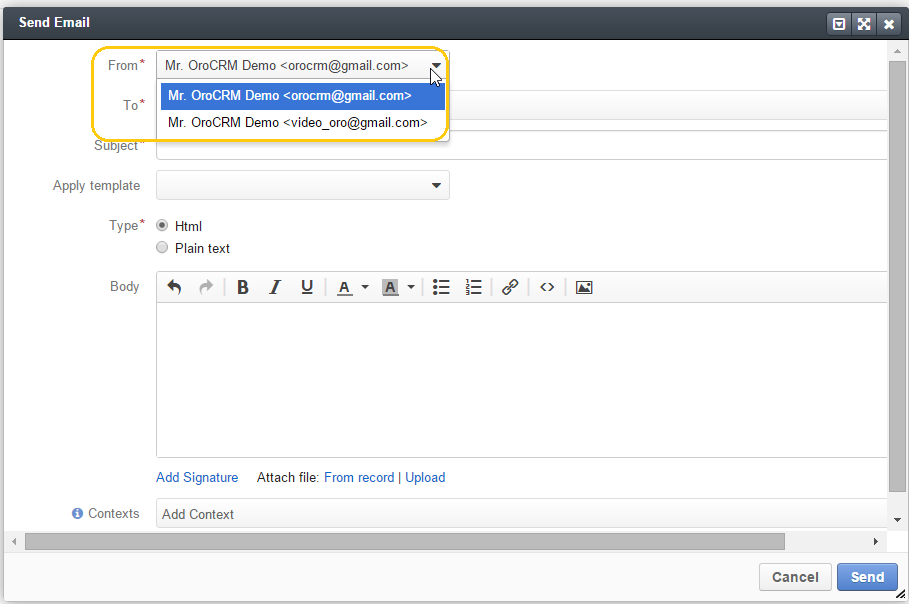 Send Email
From* Mr. OroCRM Demo <orocrm@gmail.com>
Mr. OroCRM Demo <orocrm@gmail.com>
To*
Mr. OroCRM Demo <video_oro@gmail.com>
Subject*
Apply template
Type* Html
Plain text
Body B I U A A
Add Signature Attach file: From record | Upload
Contexts Add Context
Cancel Send